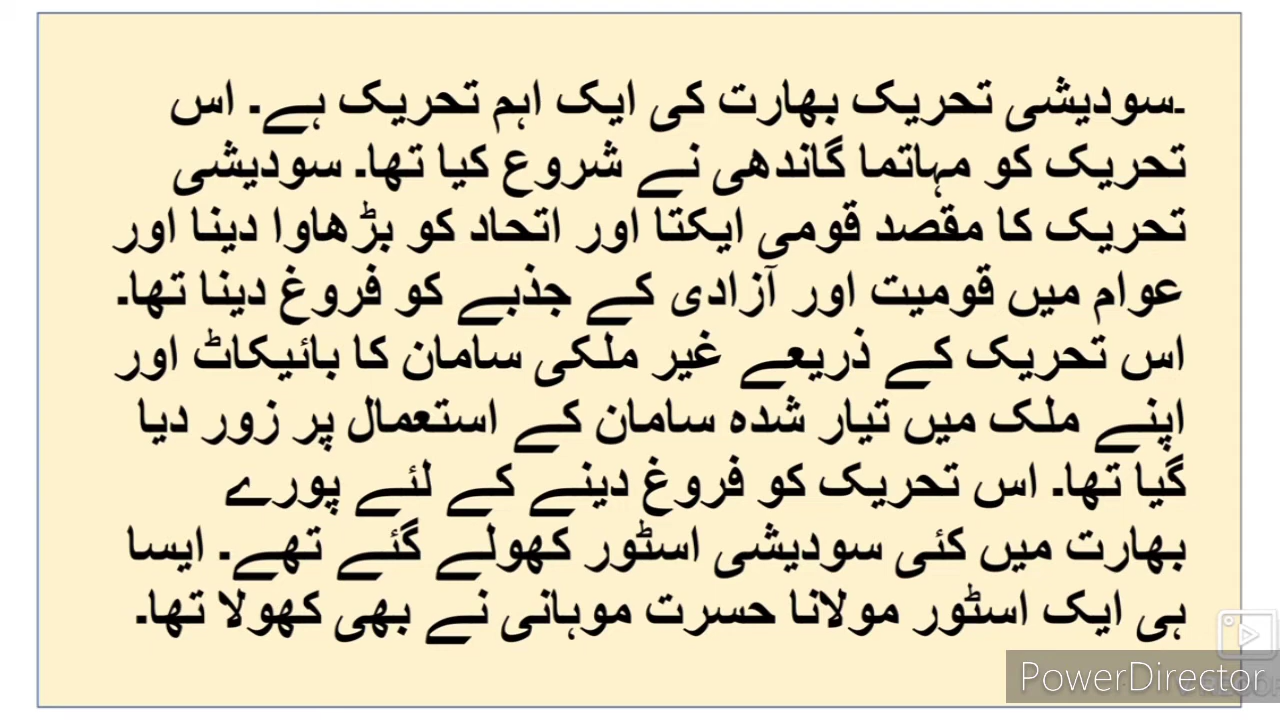 ۔سودیشی تحریک بھارت کی ایک اہم تحریک ہے۔ اس
تحریک کو مہاتما گاندھی نے شروع کیا تھا۔ سودیشی
تحریک کا مقصد قومی ایکتا اور اتحاد کو بڑھاوا دینا اور
عوام میں قومیت اور آزادی کے جذبے کو فروغ دینا تھا۔
اس تحریک کے ذریعے غیر ملکی سامان کا بائیکاٹ اور
اپنے ملک میں تیار شدہ سامان کے استعمال پر زور دیا
گیا تھا۔ اس تحریک کو فروغ دینے کے لئے پورے
بھارت میں کئی سودیشی اسٹور کھولے گئے تھے۔ ایسا
ہی ایک اسٹور مولانا حسرت موہانی نے بھی کھولا تھا۔
PowerDirector